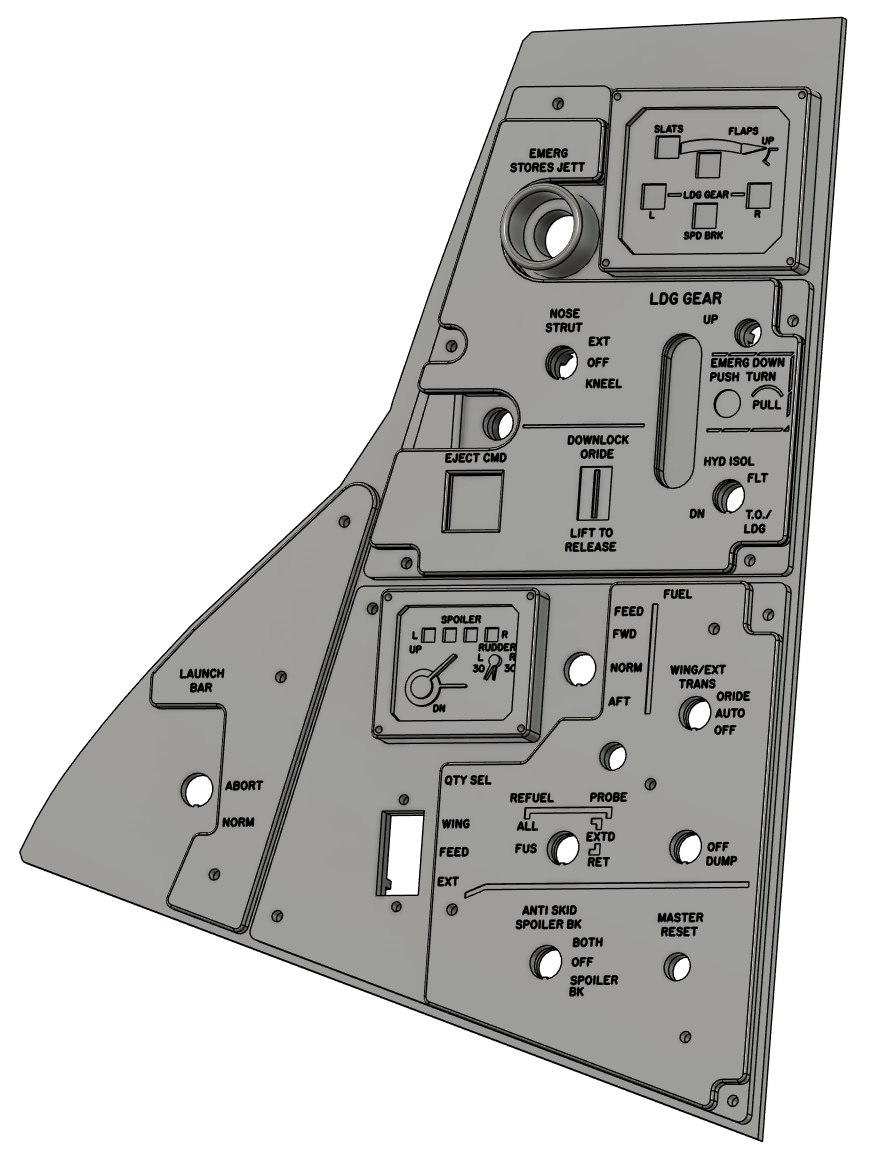 SLATS
FLAPS
UP
LDG GEAR
L
R
SPD BRK
EMERG
STORES JETT
LDG GEAR
UP
NOSE
STRUT
EXT
OFF
KNEEL
EMERG DOWN
PUSH TURN
PULL
DOWNLOCK
ORIDE
LIFT TO
RELEASE
EJECT CMD
HYD ISOL
FLT
DN
T.O./
LDG
SPOILER
L
R
UP
RUDDER
L R
30 30
DN
FUEL
FEED
FWD
NORM
AFT
WING/EXT
TRANS
ORIDE
AUTO
OFF
LAUNCH
BAR
ABORT
NORM
QTY SEL
WING
FEED
EXT
REFUEL
PROBE
ALL
FUS
EXTD
RET
OFF
DUMP
ANTI SKID
SPOILER BK
BOTH
OFF
SPOILER
BK
MASTER
RESET